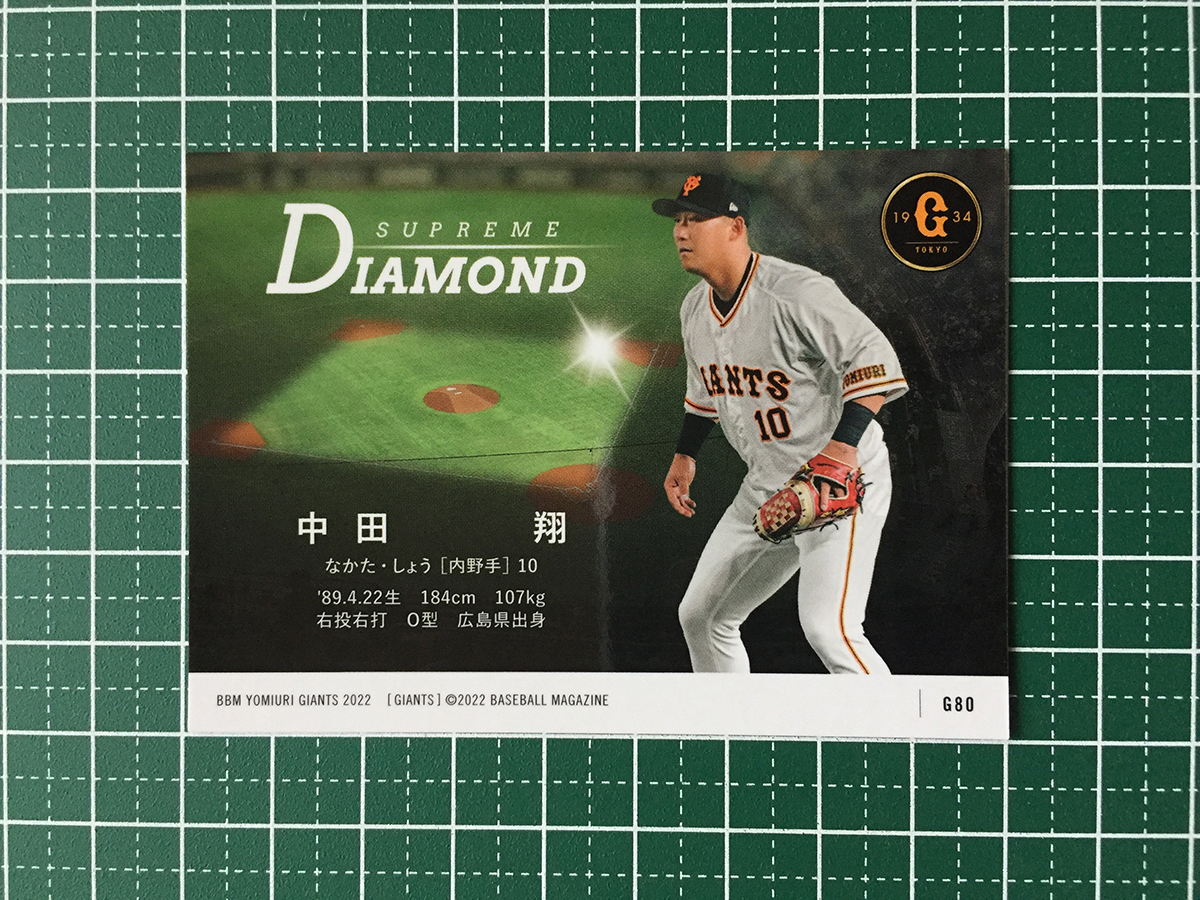 SUPREME
DIAMOND
19 G 34
TOKYO
YOMIURI
IANTS
10
中田 翔
なかた・しょう［内野手］10
'89.4.22生 184cm 107kg
右投右打 O型 広島県出身
BBM YOMIURI GIANTS 2022 [GIANTS] ©2022 BASEBALL MAGAZINE
G80